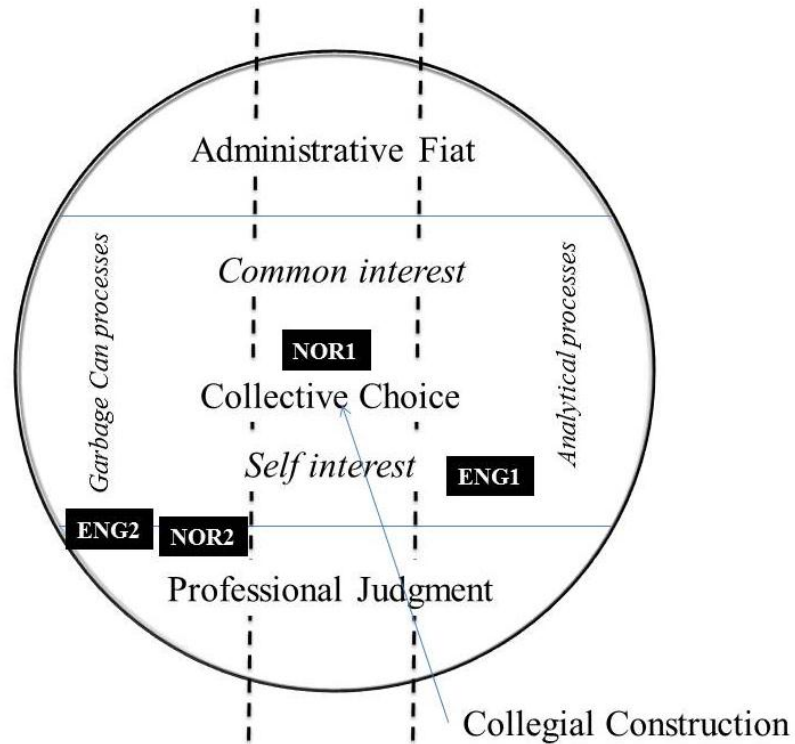 Administrative Fiat
Garbage Can processes
Common interest
Analytical processes
NOR1
Collective Choice
Self interest
ENG1
ENG2
NOR2
Professional Judgment
Collegial Construction